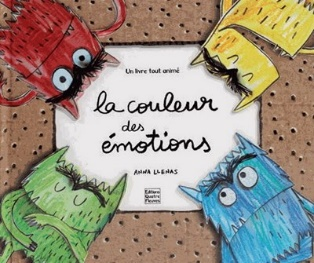 Un livre tout animé
la couleur
des
émotions
ANNA LLENAS
Éditions
Quatre
Fleuves